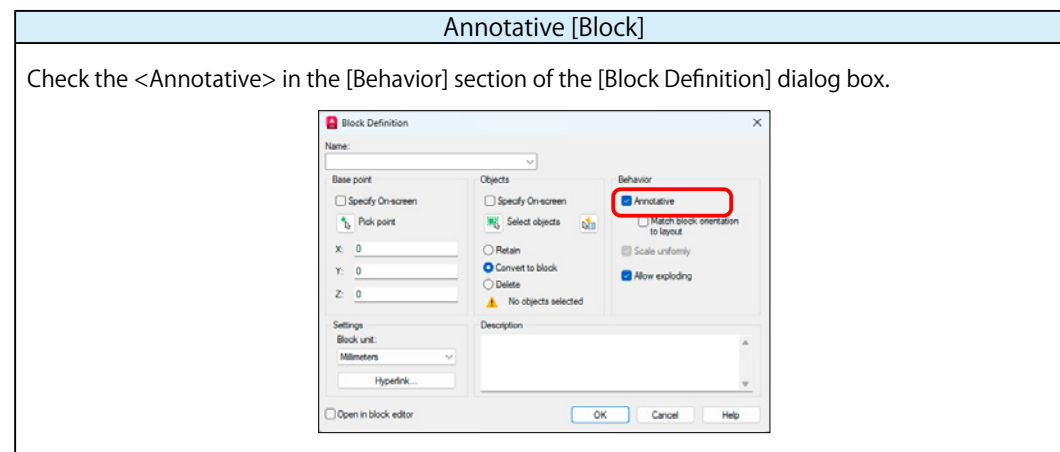 Annotative [Block]
Check the <Annotative> in the [Behavior] section of the [Block Definition] dialog box.
Block Definition
Name:
Base point
Specify On-screen
Pick point
X: 0
Y: 0
Z: 0
Objects
Specify On-screen
Select objects
Retain
Convert to block
Delete
No objects selected
Behavior
Annotative
Match block orientation
to layout
Scale uniformly
Allow exploding
Settings
Block unit:
Millimeters
Hyperlink...
Description
Open in block editor
OK
Cancel
Help